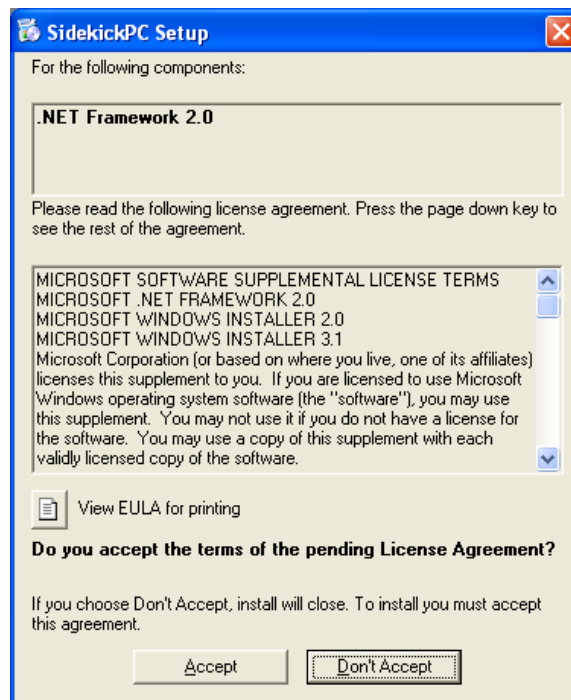 SidekickPC Setup
For the following components:
.NET Framework 2.0
Please read the following license agreement. Press the page down key to
see the rest of the agreement.
MICROSOFT SOFTWARE SUPPLEMENTAL LICENSE TERMS
MICROSOFT .NET FRAMEWORK 2.0
MICROSOFT WINDOWS INSTALLER 2.0
MICROSOFT WINDOWS INSTALLER 3.1
Microsoft Corporation (or based on where you live, one of its affiliates)
licenses this supplement to you.  If you are licensed to use Microsoft
Windows operating system software (the "software"), you may use
this supplement.  You may not use it if you do not have a license for
the software.  You may use a copy of this supplement with each
validly licensed copy of the software.
View EULA for printing
Do you accept the terms of the pending License Agreement?
If you choose Don't Accept, install will close. To install you must accept
this agreement.
Accept
Don't Accept